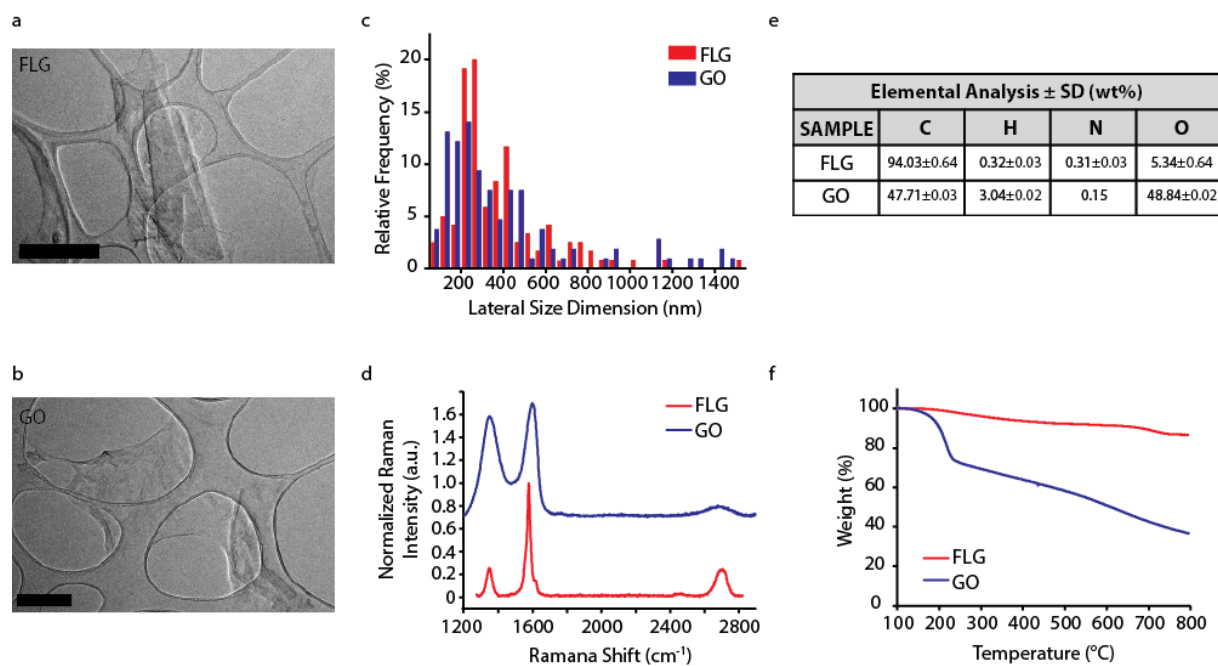 a
FLG
b
GO
c
Relative Frequency (%)
20
15
10
5
0
200 400 600 800 1000 1200 1400
Lateral Size Dimension (nm)
FLG
GO
d
Normalized Raman
Intensity (a.u.)
1.6
1.4
1.2
1.0
0.8
0.6
0.4
0.2
0
1200 1600 2000 2400 2800
Ramana Shift (cm⁻¹)
FLG
GO
e
Elemental Analysis ± SD (wt%)
SAMPLE C H N O
FLG 94.03±0.64 0.32±0.03 0.31±0.03 5.34±0.64
GO 47.71±0.03 3.04±0.02 0.15 48.84±0.02
f
Weight (%)
100
80
60
40
20
0
100 200 300 400 500 600 700 800
Temperature (°C)
FLG
GO